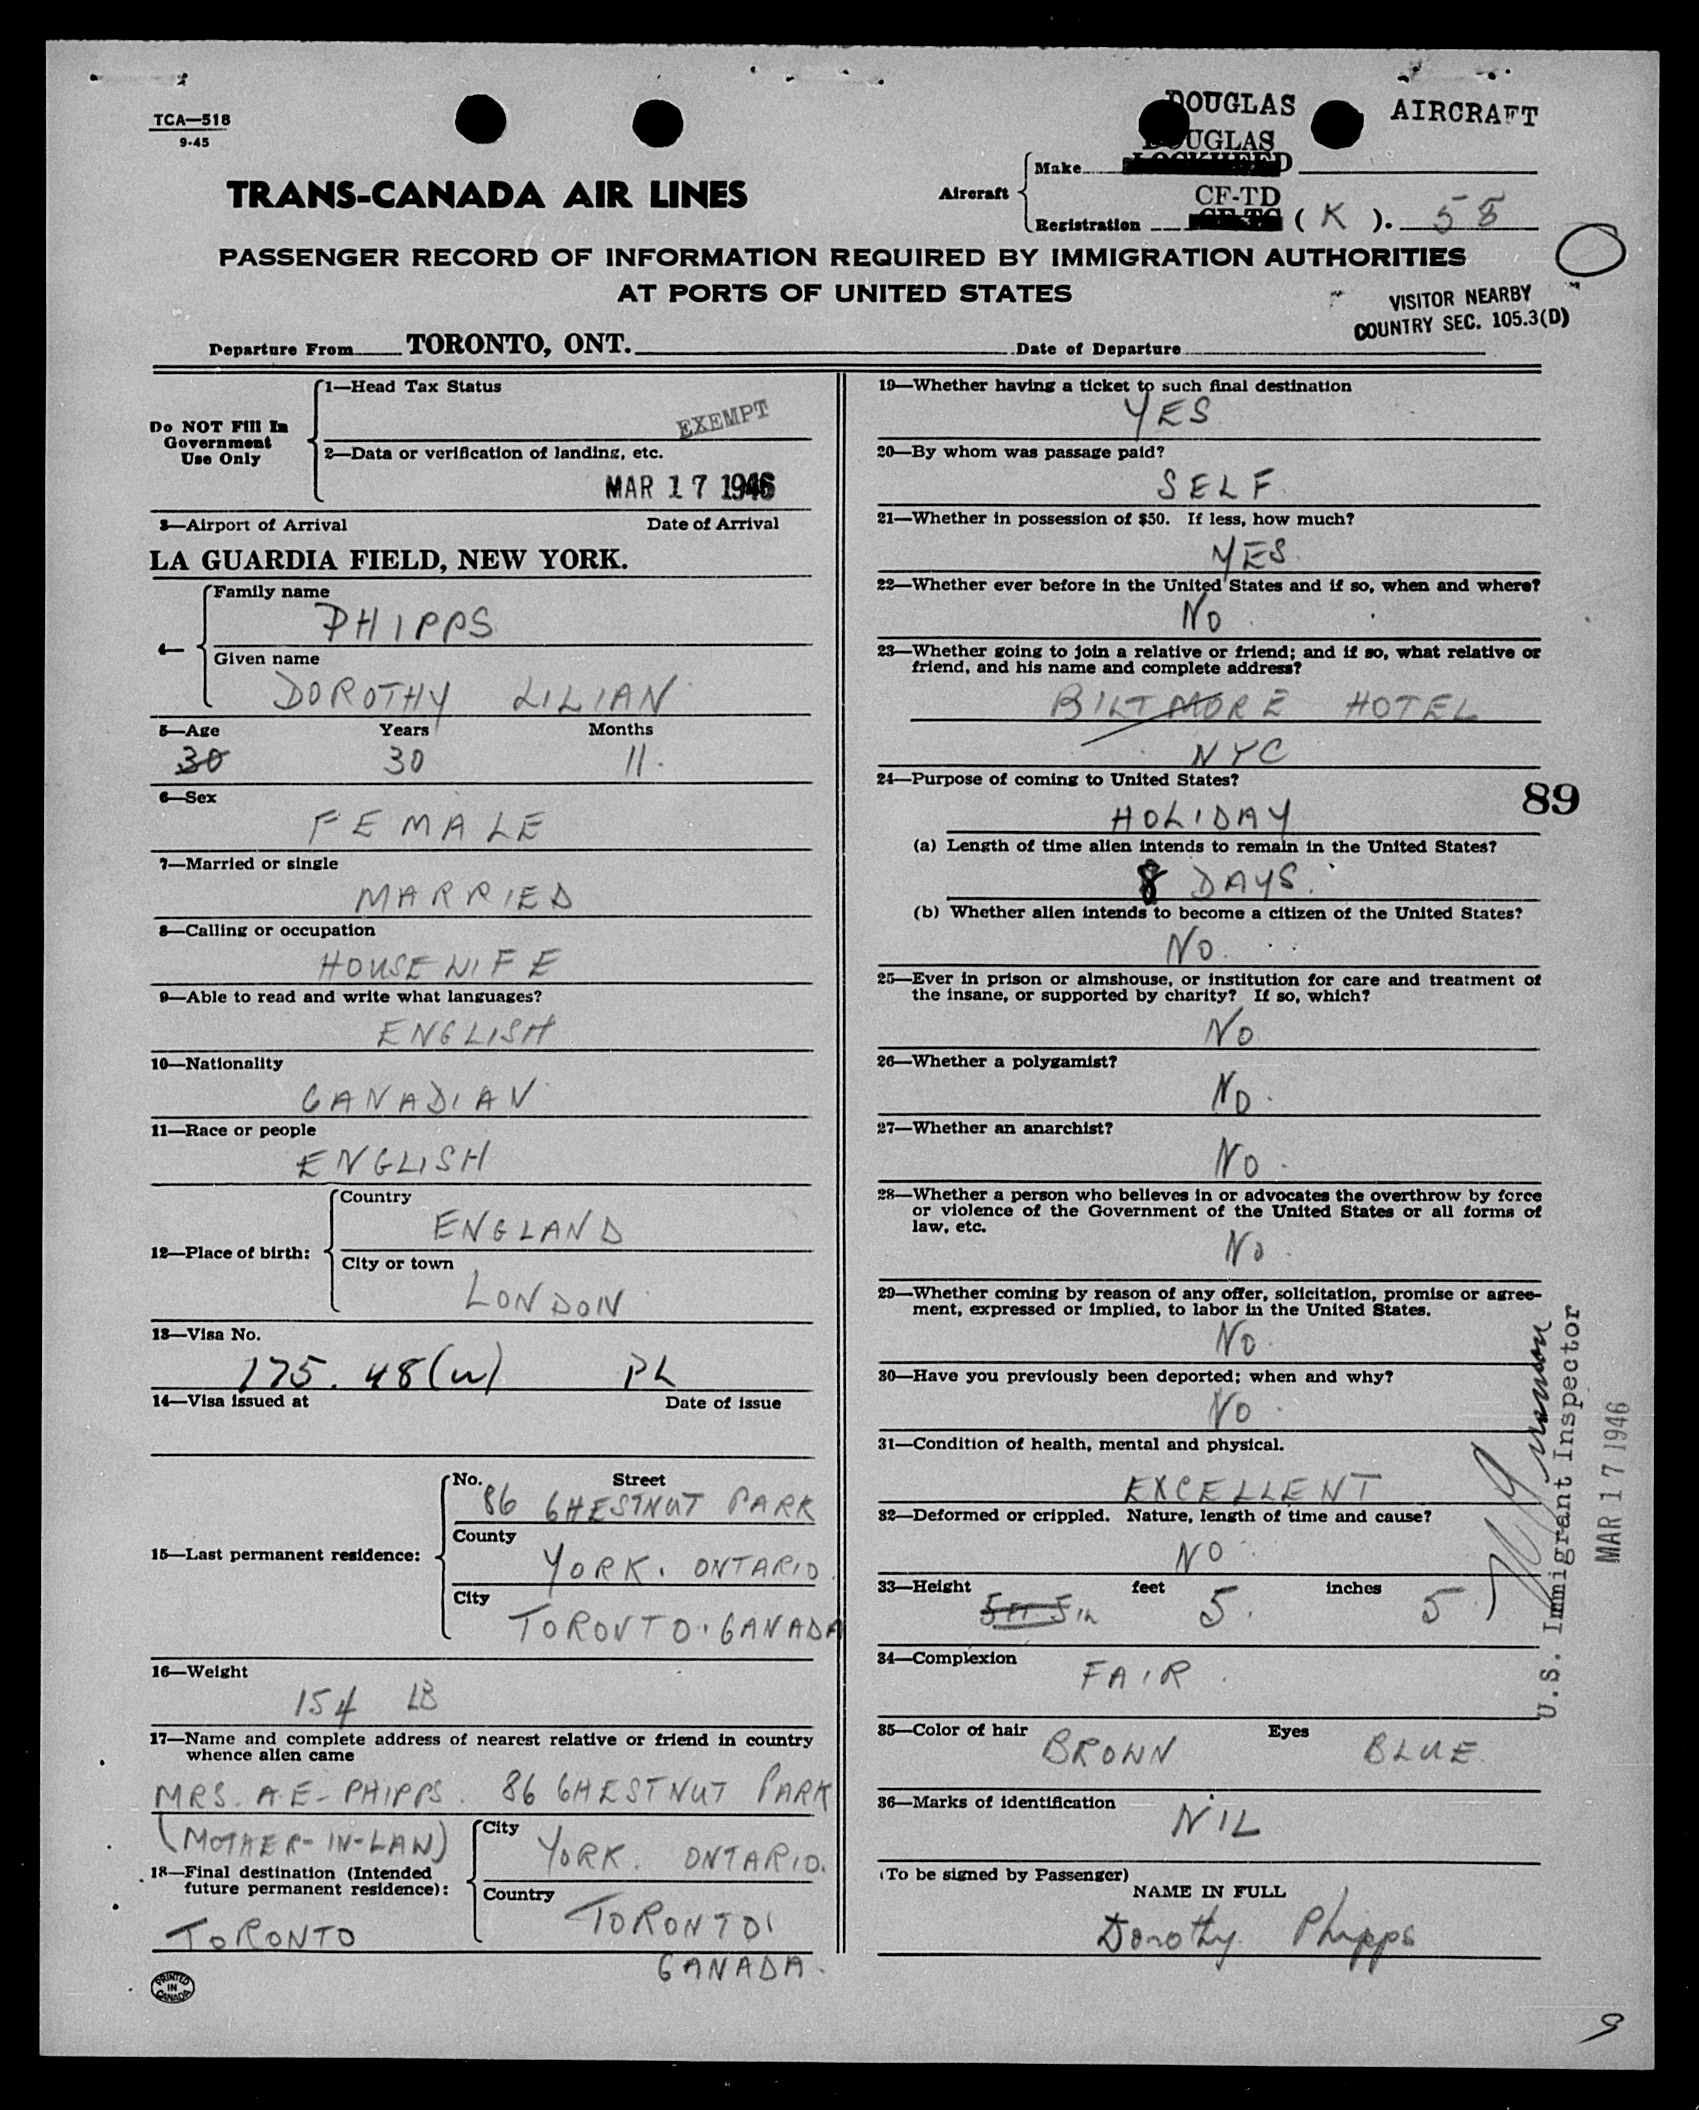 DOUGLAS AIRCRAFT
TCA—518
9-45
DOUGLAS
Make LOCKHEED
TRANS-CANADA AIR LINES
Aircraft
CF-TD
Registration CF-TC ( K ). 58
PASSENGER RECORD OF INFORMATION REQUIRED BY IMMIGRATION AUTHORITIES
AT PORTS OF UNITED STATES
VISITOR NEARBY
COUNTRY SEC. 105.3(D)
Departure From TORONTO, ONT. Date of Departure
Do NOT Fill In
Government
Use Only
1—Head Tax Status
EXEMPT
2—Data or verification of landing, etc.
MAR 17 1946
3—Airport of Arrival Date of Arrival
LA GUARDIA FIELD, NEW YORK.
4—
Family name
PHIPPS
Given name
DOROTHY LILIAN
5—Age Years Months
30 30 11.
6—Sex
FEMALE
7—Married or single
MARRIED
8—Calling or occupation
HOUSEWIFE
9—Able to read and write what languages?
ENGLISH
10—Nationality
CANADIAN
11—Race or people
ENGLISH
12—Place of birth:
Country
ENGLAND
City or town
LONDON
13—Visa No.
175.48(w) PL
14—Visa issued at Date of issue
15—Last permanent residence:
No. Street
86 CHESTNUT PARK
County
YORK. ONTARIO.
City
TORONTO. CANADA
16—Weight
154 LB
17—Name and complete address of nearest relative or friend in country
whence alien came
MRS. A.E. PHIPPS. 86 CHESTNUT PARK
(MOTHER-IN-LAW)
City
YORK. ONTARIO.
18—Final destination (Intended
future permanent residence):
Country
TORONTO
TORONTO
CANADA.
PRINTED
IN
CANADA
19—Whether having a ticket to such final destination
YES
20—By whom was passage paid?
SELF
21—Whether in possession of $50. If less, how much?
YES.
22—Whether ever before in the United States and if so, when and where?
NO.
23—Whether going to join a relative or friend; and if so, what relative or
friend, and his name and complete address?
BILTMORE HOTEL
NYC
24—Purpose of coming to United States?
89
HOLIDAY
(a) Length of time alien intends to remain in the United States?
8 DAYS.
(b) Whether alien intends to become a citizen of the United States?
NO.
25—Ever in prison or almshouse, or institution for care and treatment of
the insane, or supported by charity? If so, which?
NO
26—Whether a polygamist?
NO.
27—Whether an anarchist?
NO.
28—Whether a person who believes in or advocates the overthrow by force
or violence of the Government of the United States or all forms of
law, etc.
NO.
29—Whether coming by reason of any offer, solicitation, promise or agree-
ment, expressed or implied, to labor in the United States.
NO.
30—Have you previously been deported; when and why?
NO.
31—Condition of health, mental and physical.
EXCELLENT
32—Deformed or crippled. Nature, length of time and cause?
NO.
33—Height feet inches
5ft 5in 5. 5
34—Complexion
FAIR.
35—Color of hair Eyes
BROWN BLUE.
36—Marks of identification
NIL
(To be signed by Passenger)
NAME IN FULL
Dorothy Phipps
U.S. Immigrant Inspector
MAR 17 1946
9